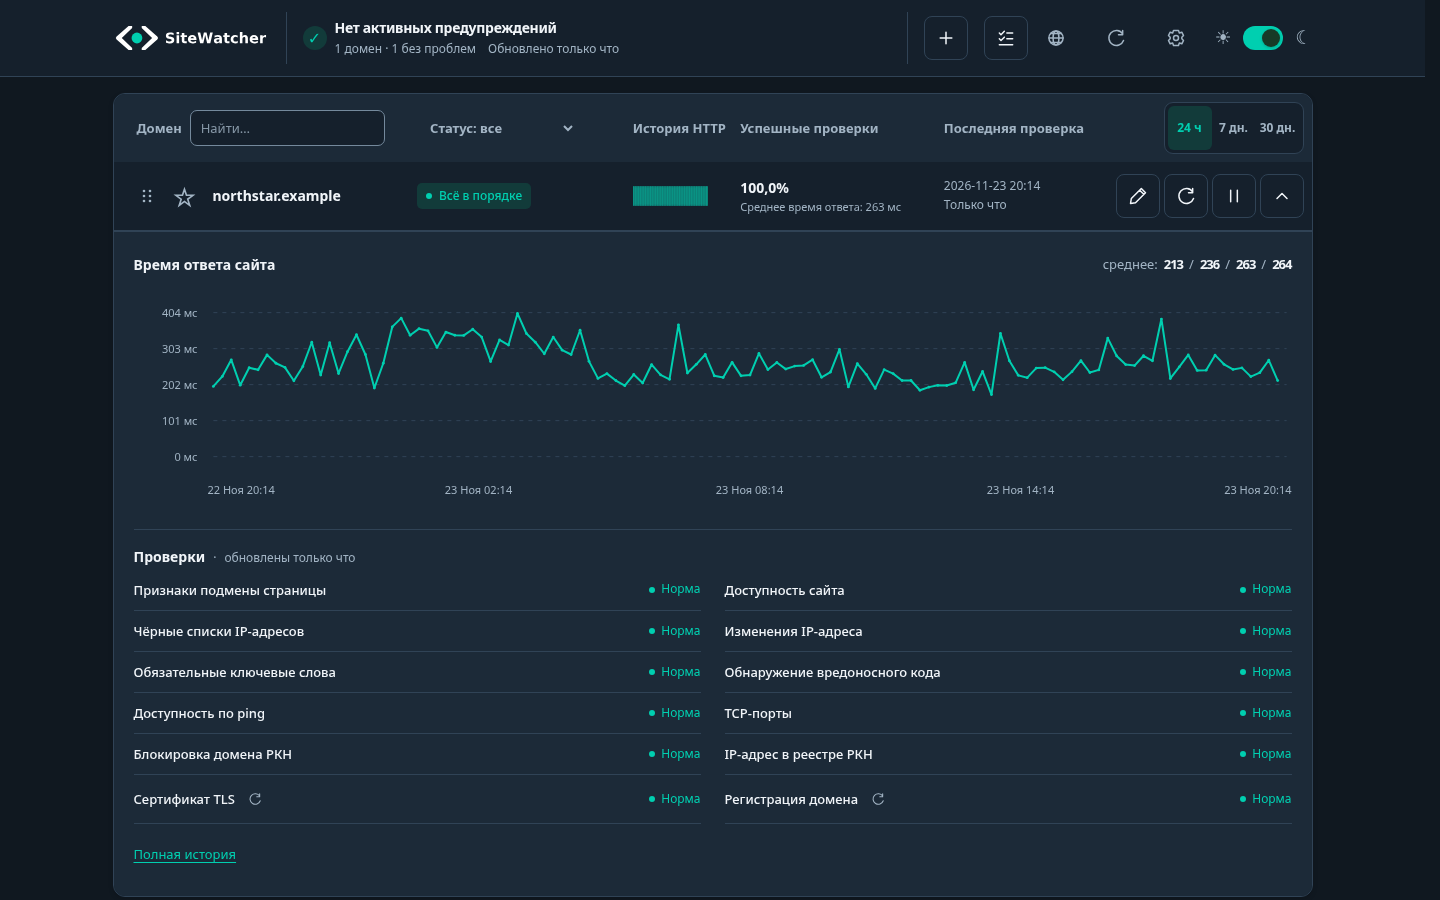 SiteWatcher
✓ Нет активных предупреждений
1 домен · 1 без проблем Обновлено только что
Домен Найти... Статус: все История HTTP Успешные проверки Последняя проверка 24 ч 7 дн. 30 дн.
northstar.example Всё в порядке 100,0% 2026-11-23 20:14
Среднее время ответа: 263 мс Только что
Время ответа сайта среднее: 213 / 236 / 263 / 264
404 мс
303 мс
202 мс
101 мс
0 мс
22 Ноя 20:14 23 Ноя 02:14 23 Ноя 08:14 23 Ноя 14:14 23 Ноя 20:14
Проверки · обновлены только что
Признаки подмены страницы Норма Доступность сайта Норма
Чёрные списки IP-адресов Норма Изменения IP-адреса Норма
Обязательные ключевые слова Норма Обнаружение вредоносного кода Норма
Доступность по ping Норма TCP-порты Норма
Блокировка домена РКН Норма IP-адрес в реестре РКН Норма
Сертификат TLS Норма Регистрация домена Норма
Полная история